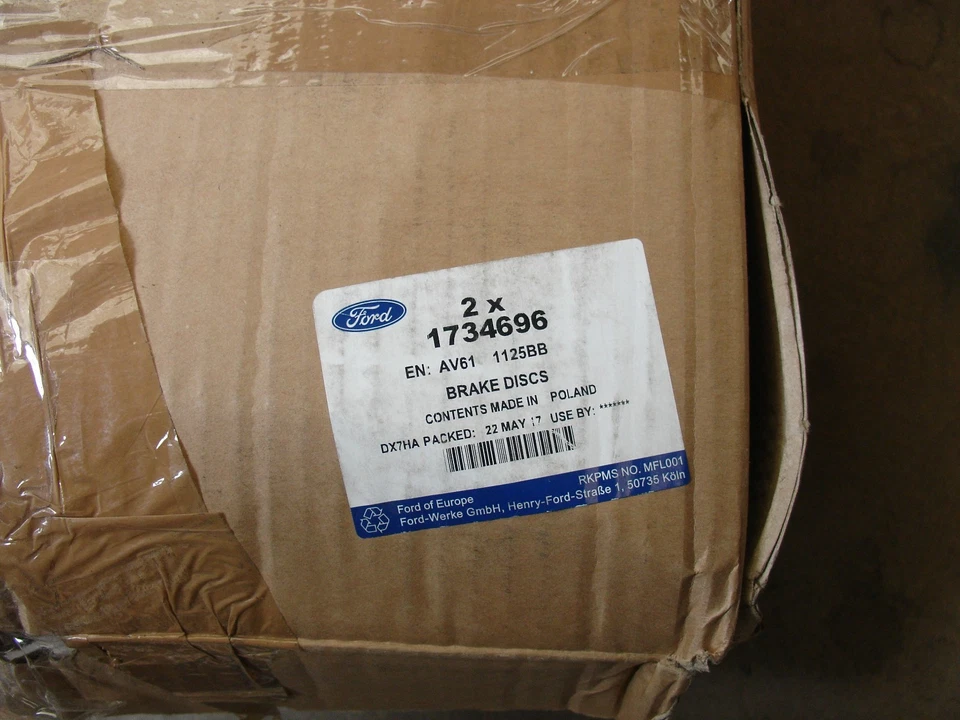 Ford
2 x
1734696
EN: AV61 1125BB
BRAKE DISCS
CONTENTS MADE IN POLAND
DX7HA PACKED: 22 MAY 17 USE BY: *******
RKPMS NO. MFL001
Ford of Europe
Ford-Werke GmbH, Henry-Ford-Straße 1, 50735 Köln